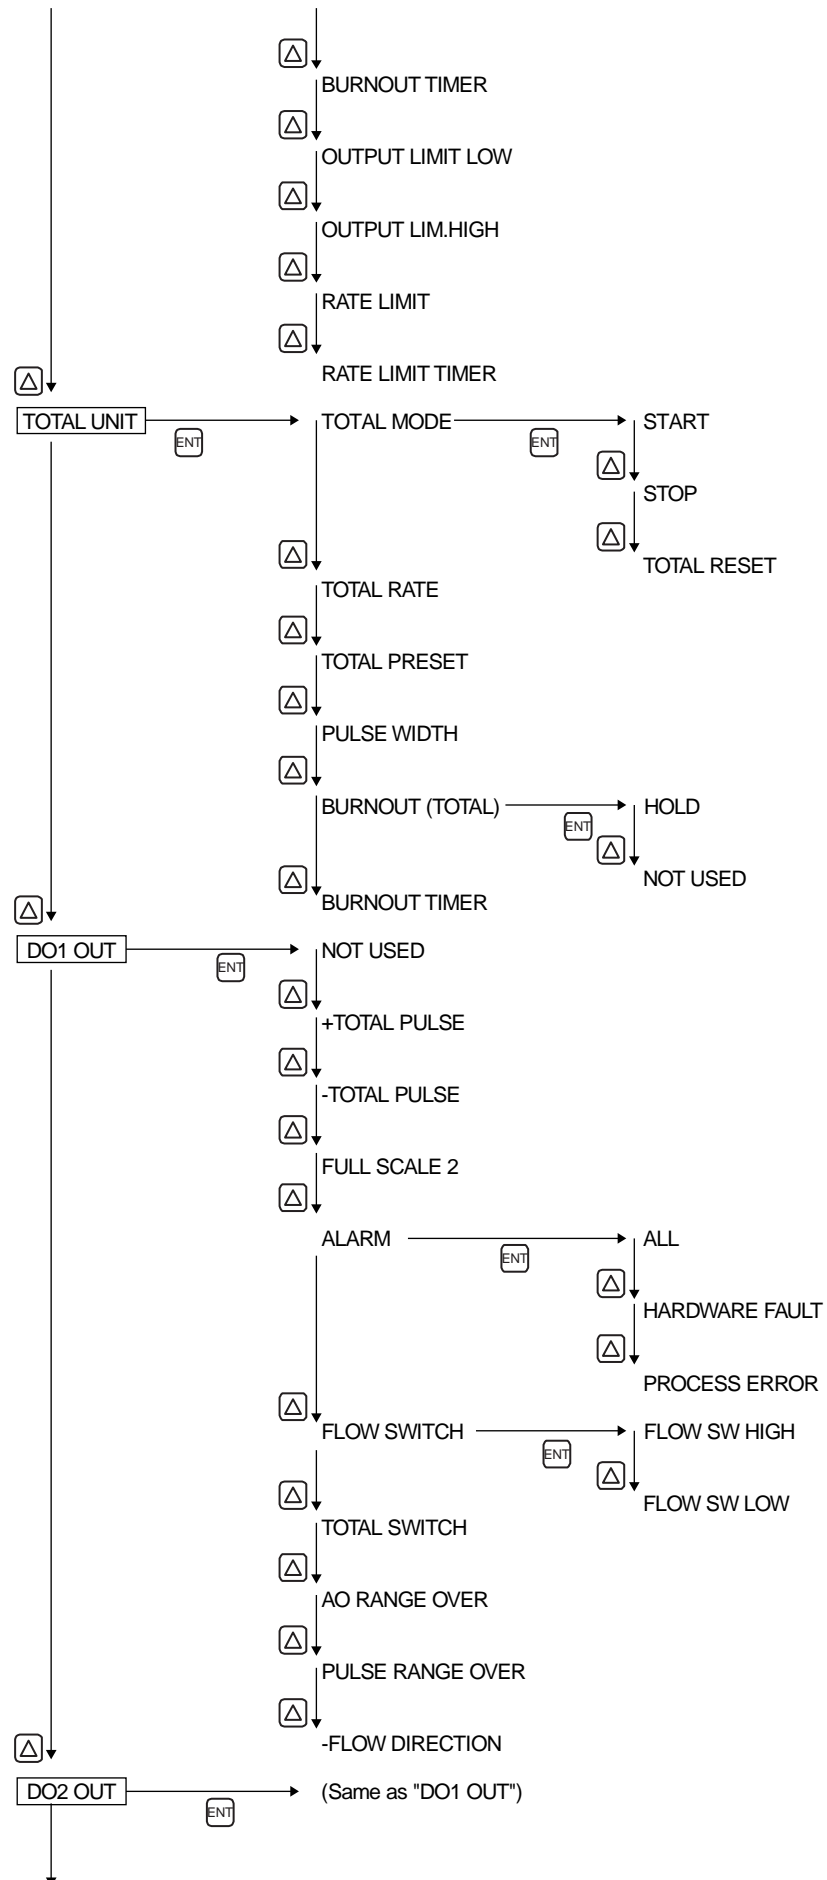 BURNOUT TIMER
OUTPUT LIMIT LOW
OUTPUT LIM.HIGH
RATE LIMIT
RATE LIMIT TIMER
TOTAL UNIT
ENT
TOTAL MODE
ENT
START
STOP
TOTAL RESET
TOTAL RATE
TOTAL PRESET
PULSE WIDTH
BURNOUT (TOTAL)
ENT
HOLD
NOT USED
BURNOUT TIMER
DO1 OUT
ENT
NOT USED
+TOTAL PULSE
-TOTAL PULSE
FULL SCALE 2
ALARM
ENT
ALL
HARDWARE FAULT
PROCESS ERROR
FLOW SWITCH
ENT
FLOW SW HIGH
FLOW SW LOW
TOTAL SWITCH
AO RANGE OVER
PULSE RANGE OVER
-FLOW DIRECTION
DO2 OUT
ENT
(Same as "DO1 OUT")